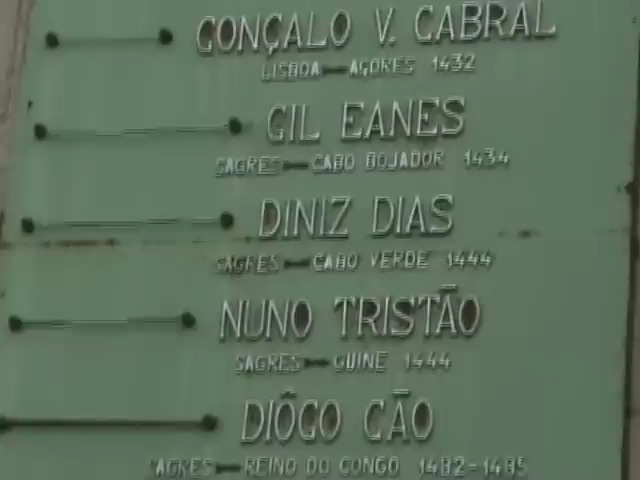 GONÇALO V. CABRAL
LISBOA — AÇORES 1432
GIL EANES
SAGRES — CABO BOJADOR 1434
DINIZ DIAS
SAGRES — CABO VERDE 1444
NUNO TRISTÃO
SAGRES — GUINE 1444
DIÔGO CÃO
SAGRES — REINO DO CONGO 1482-1485